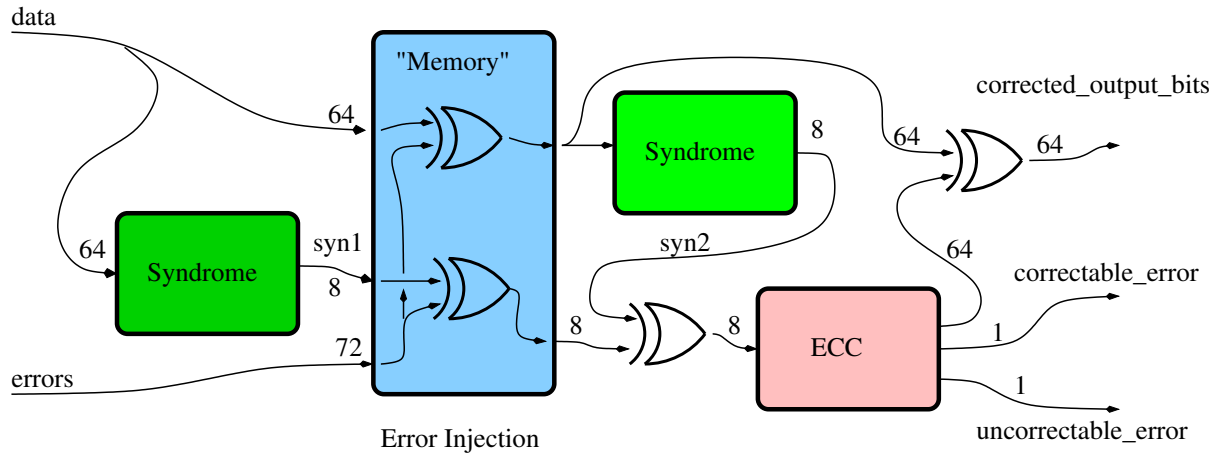 data
"Memory"
corrected_output_bits
64
8
64
64
Syndrome
64
Syndrome
syn1
8
syn2
64
correctable_error
72
8
8
ECC
1
errors
1
Error Injection
uncorrectable_error